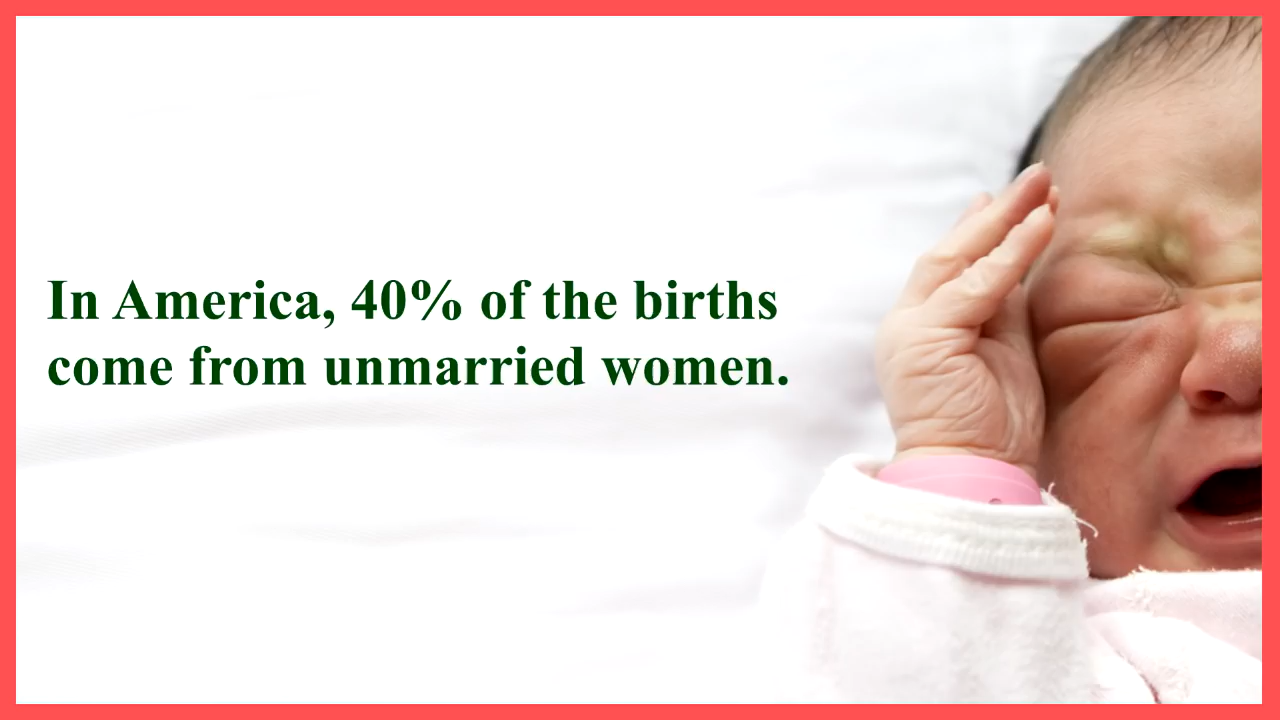 In America, 40% of the births
come from unmarried women.